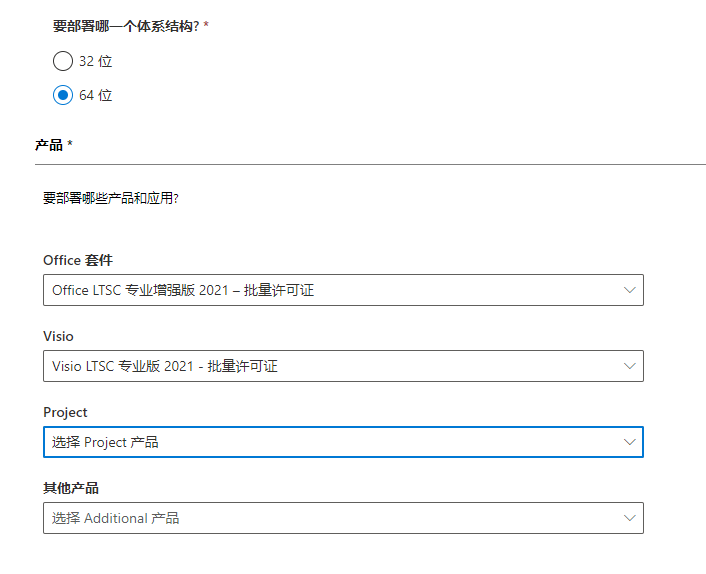 要部署哪一个体系结构? *
32 位
64 位
产品 *
要部署哪些产品和应用?
Office 套件
Office LTSC 专业增强版 2021 – 批量许可证
Visio
Visio LTSC 专业版 2021 - 批量许可证
Project
选择 Project 产品
其他产品
选择 Additional 产品